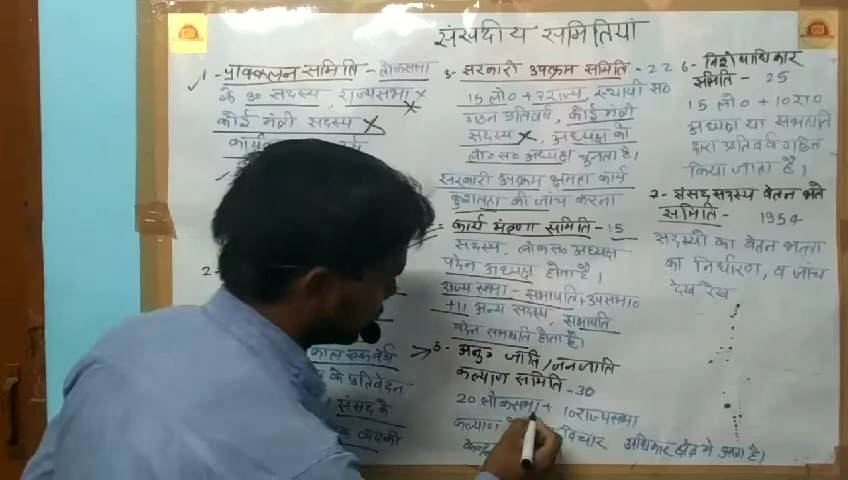 संसदीय समितियां
1- प्राक्कलन समिति - लोकसभा
के 30 सदस्य, राज्यसभा x
कोई मंत्री सदस्य x
2-
काल एक वर्ष
के प्रतिवेदन
संसद के
3- सरकारी उपक्रम समिति - 22
15 लो० + 7 राज्य, स्थायी स०
गठन प्रतिवर्ष, कोई मंत्री
सदस्य x, अध्यक्ष को
लो० स० अध्यक्ष चुनता है।
सरकारी उपक्रम क्षमता कार्य
कुशलता की जांच करना
कार्य मंत्रणा समिति - 15
सदस्य, लोकस० अध्यक्ष
पदेन अध्यक्ष होता है।
राज्य सभा - सभापति + उपसभा०
+11 अन्य सदस्य, सभापति
पदेन सभापति होता है।
5- अनु० जाति/जनजाति
कल्याण समिति - 30
20 लोकसभा + 10 राज्यसभा
कल्याण विचार अधिकार क्षेत्र में आता है।
6- विशेषाधिकार
समिति - 25
15 लो० + 10 रा०
अध्यक्ष या सभापति
द्वारा प्रतिवर्ष गठित
किया जाता है।
7- संसद सदस्य वेतन भत्ते
समिति - 1954
सदस्यों का वेतन भत्ता
का निर्धारण, व जांच
देख रेख